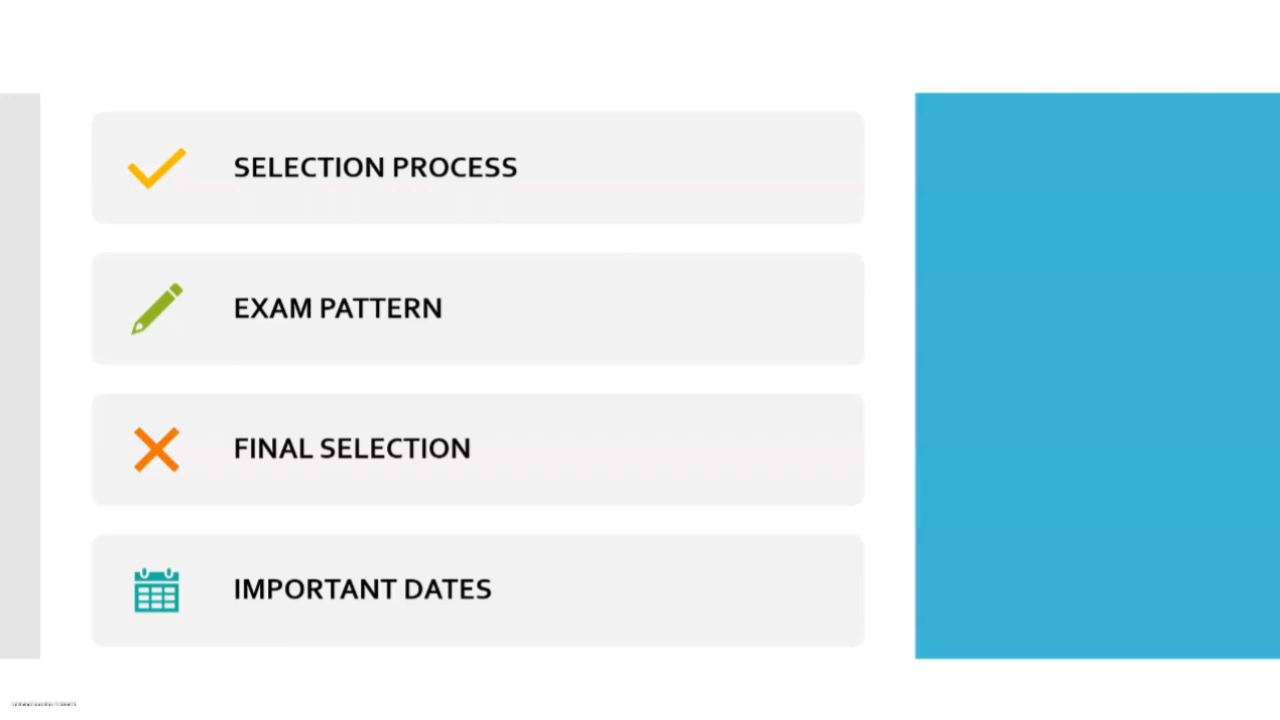 SELECTION PROCESS
EXAM PATTERN
FINAL SELECTION
IMPORTANT DATES